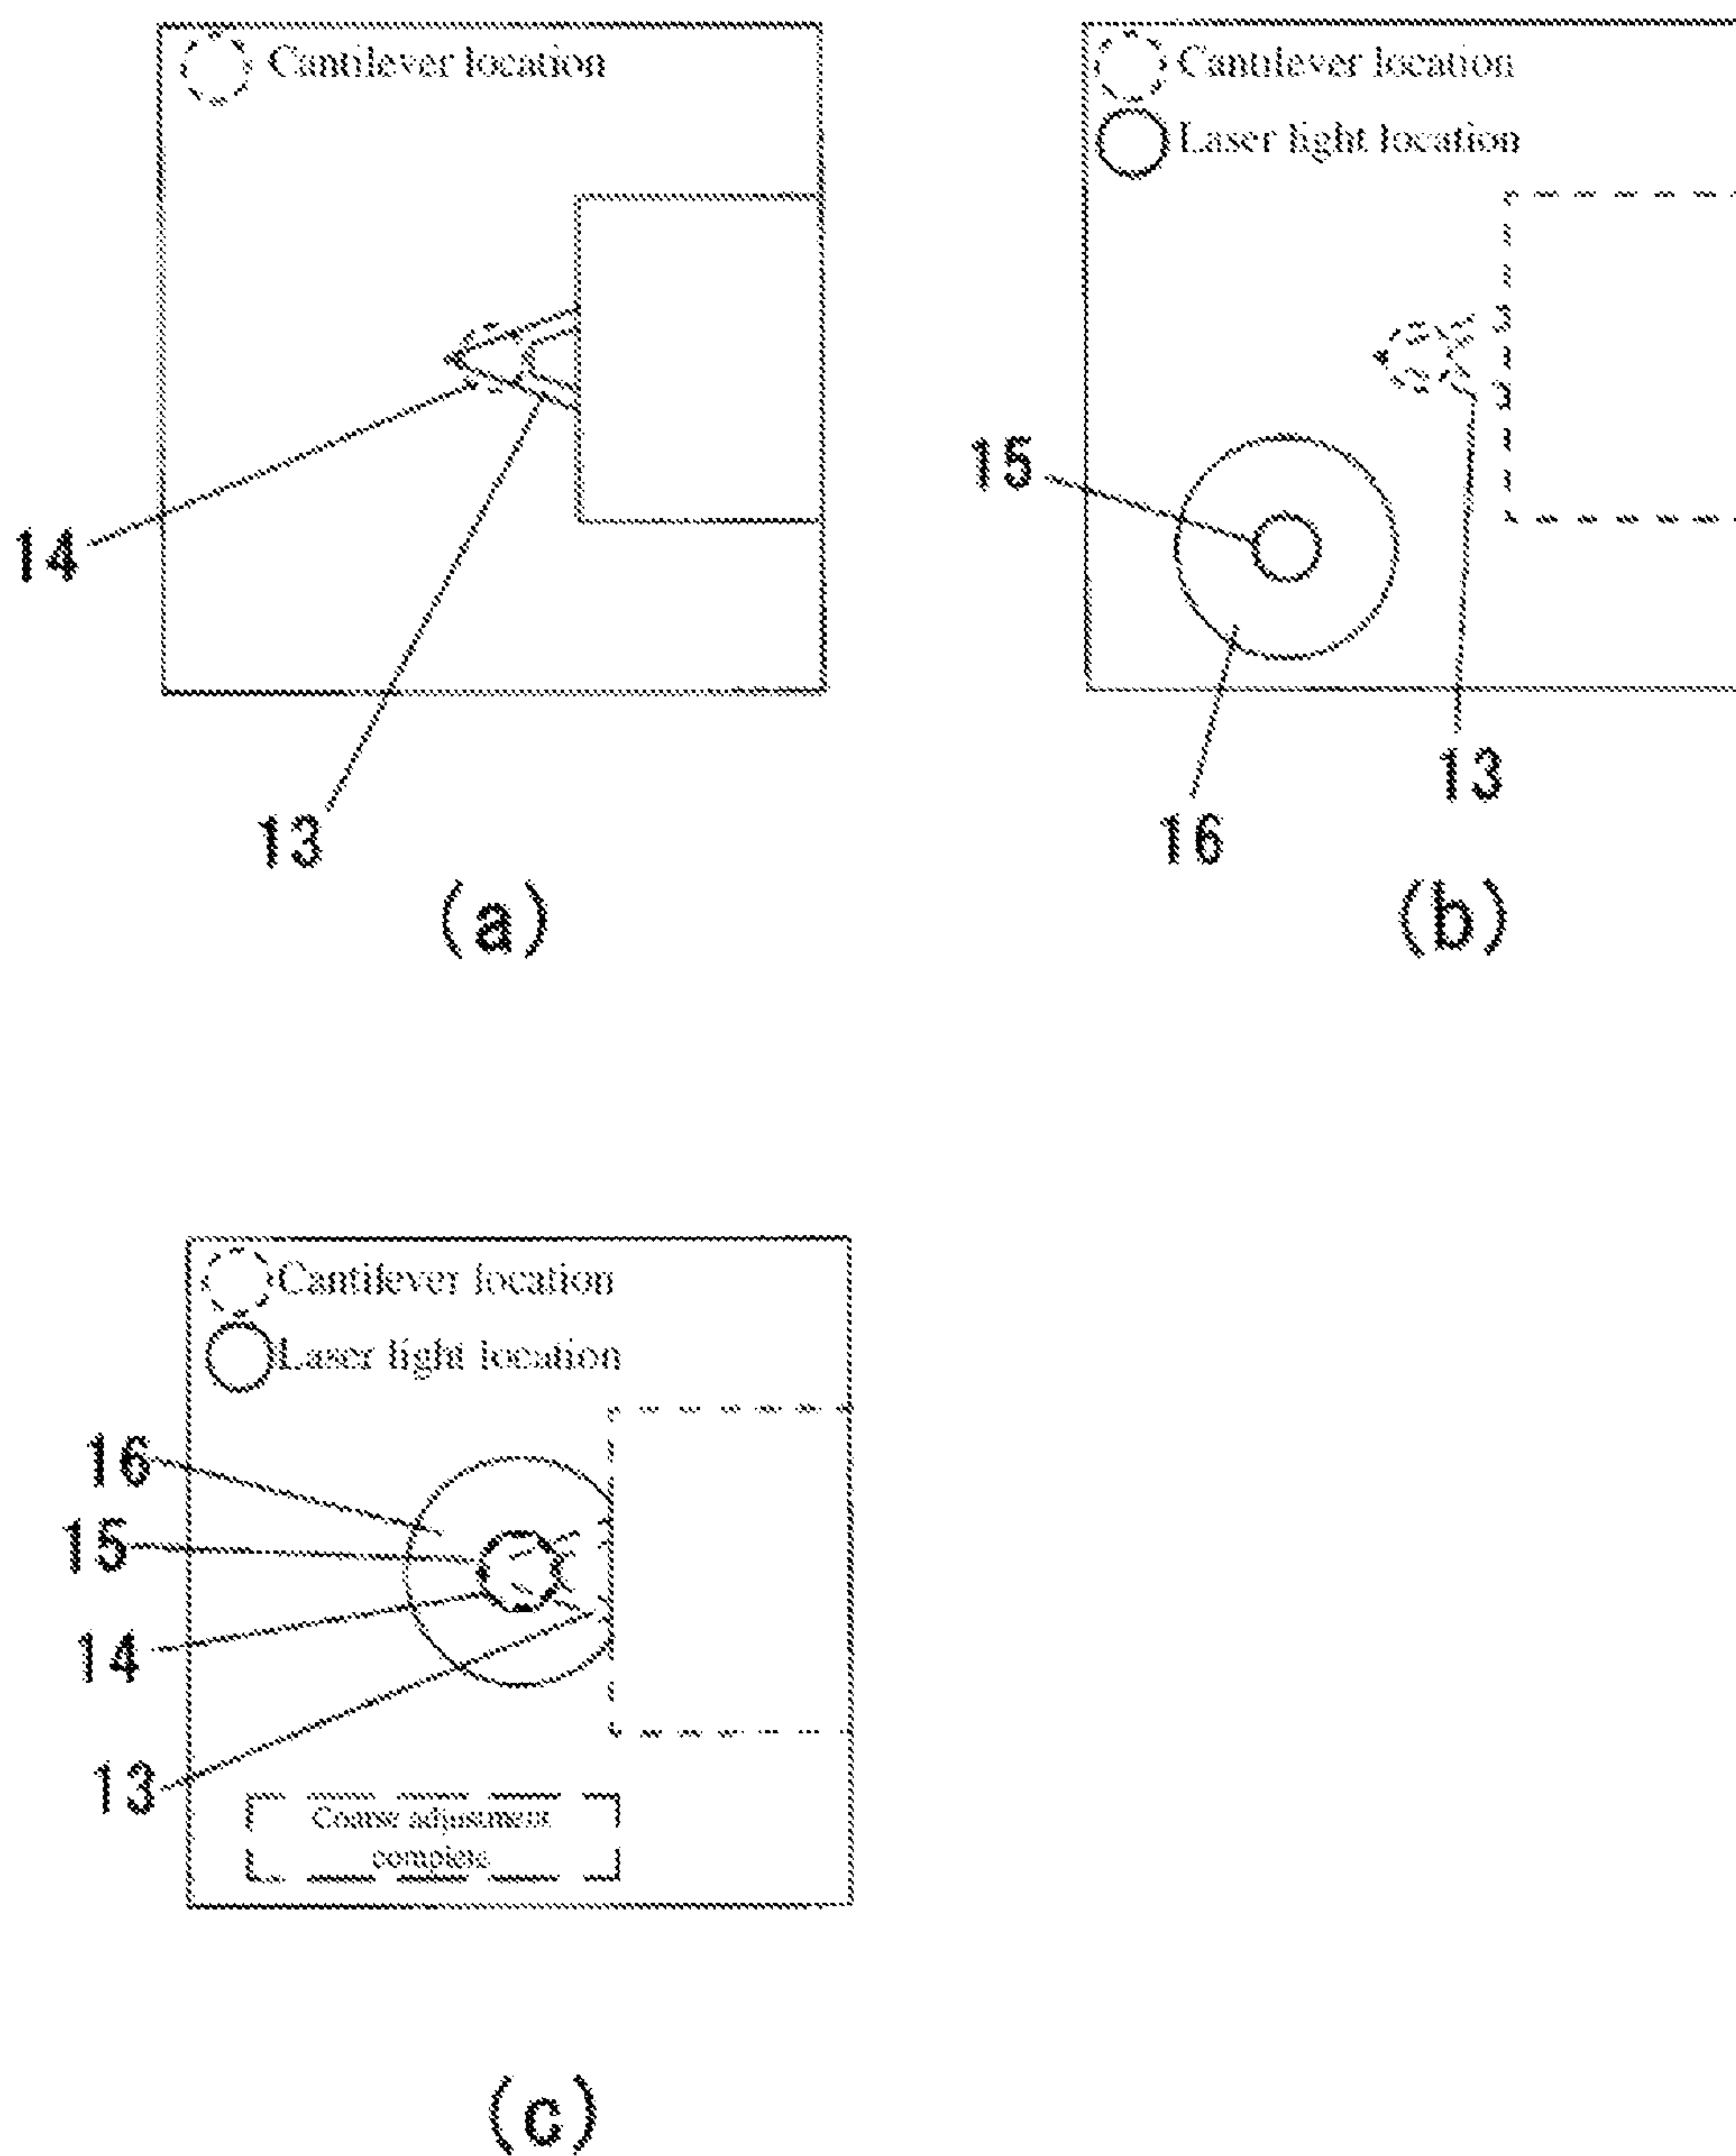 Cantilever location
14
13
(a)
Cantilever location
Laser light location
15
13
16
(b)
Cantilever location
Laser light location
16
15
14
13
Coarse adjustment
complete
(c)